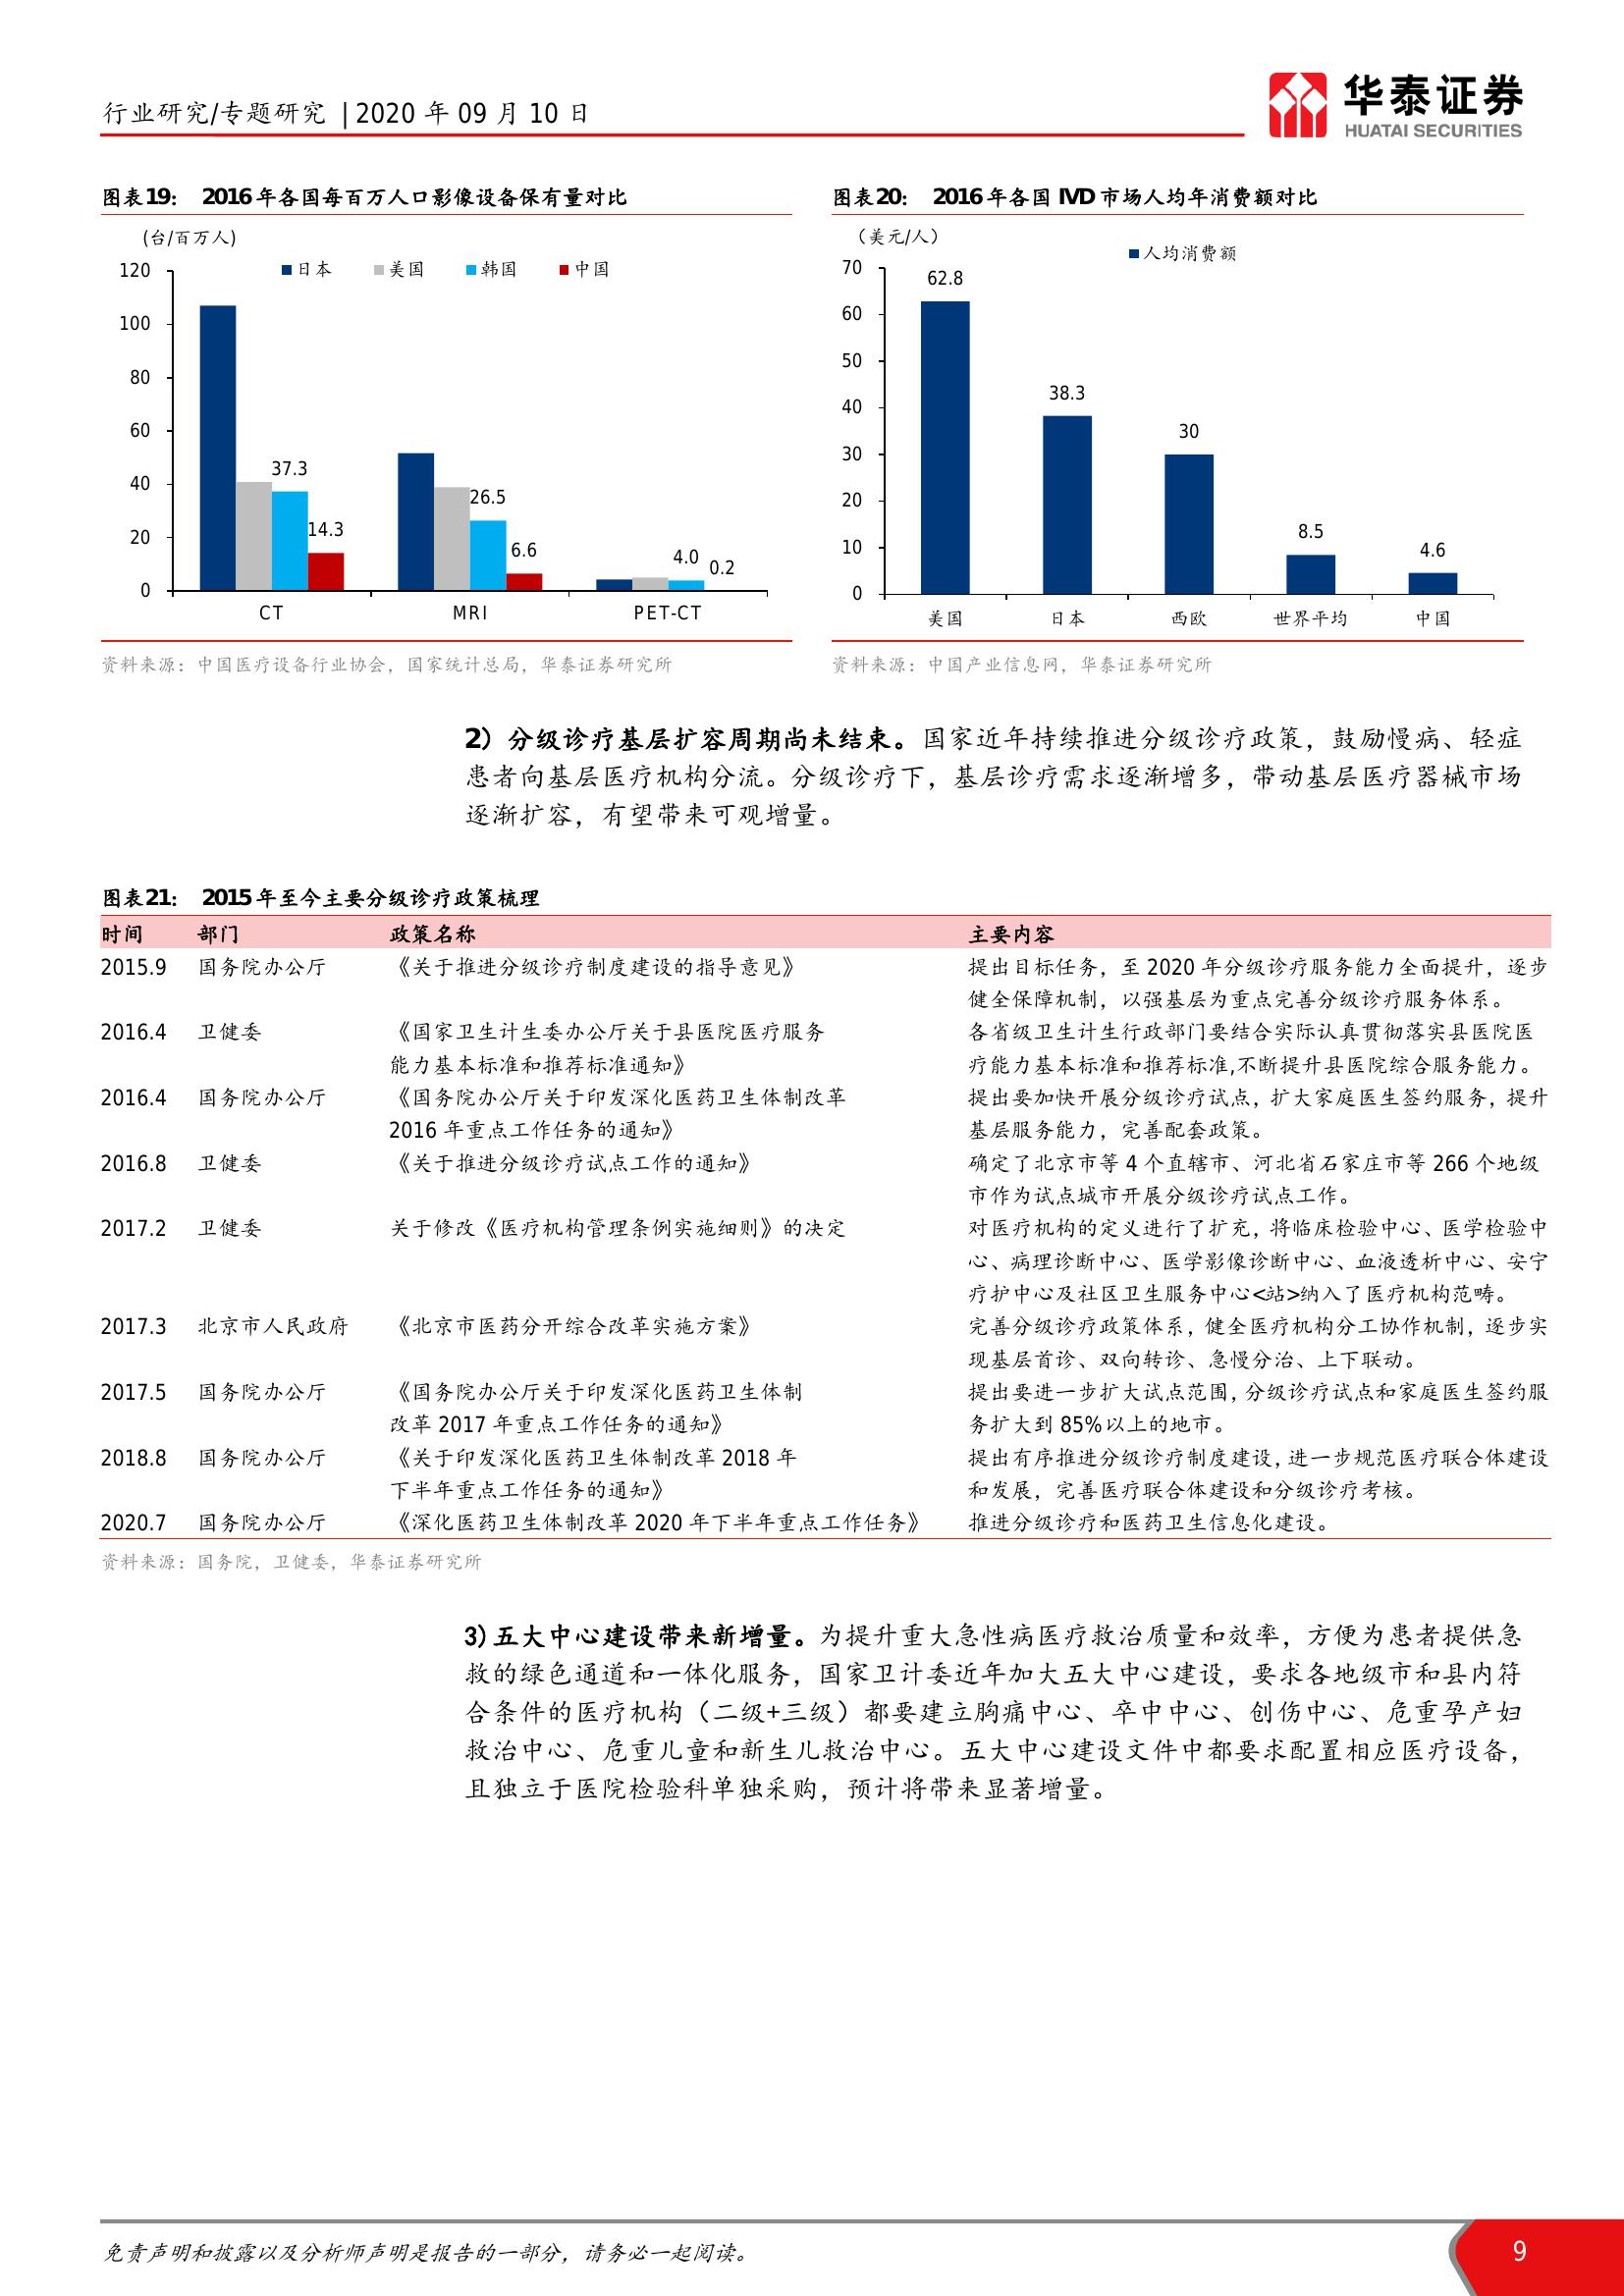 行业研究/专题研究 | 2020 年 09 月 10 日
华泰证券
HUATAI SECURITIES
图表19： 2016 年各国每百万人口影像设备保有量对比
(台/百万人)
日本 美国 韩国 中国
120
100
80
60
40
20
0
37.3
14.3
26.5
6.6
4.0
0.2
CT MRI PET-CT
资料来源：中国医疗设备行业协会，国家统计总局，华泰证券研究所
图表20： 2016 年各国 IVD 市场人均年消费额对比
（美元/人）
人均消费额
70
60
50
40
30
20
10
0
62.8
38.3
30
8.5
4.6
美国 日本 西欧 世界平均 中国
资料来源：中国产业信息网，华泰证券研究所
2）分级诊疗基层扩容周期尚未结束。国家近年持续推进分级诊疗政策，鼓励慢病、轻症
患者向基层医疗机构分流。分级诊疗下，基层诊疗需求逐渐增多，带动基层医疗器械市场
逐渐扩容，有望带来可观增量。
图表21： 2015 年至今主要分级诊疗政策梳理
时间 部门 政策名称 主要内容
2015.9 国务院办公厅 《关于推进分级诊疗制度建设的指导意见》 提出目标任务，至 2020 年分级诊疗服务能力全面提升，逐步
健全保障机制，以强基层为重点完善分级诊疗服务体系。
2016.4 卫健委 《国家卫生计生委办公厅关于县医院医疗服务 各省级卫生计生行政部门要结合实际认真贯彻落实县医院医
能力基本标准和推荐标准通知》 疗能力基本标准和推荐标准,不断提升县医院综合服务能力。
2016.4 国务院办公厅 《国务院办公厅关于印发深化医药卫生体制改革 提出要加快开展分级诊疗试点，扩大家庭医生签约服务，提升
2016 年重点工作任务的通知》 基层服务能力，完善配套政策。
2016.8 卫健委 《关于推进分级诊疗试点工作的通知》 确定了北京市等 4 个直辖市、河北省石家庄市等 266 个地级
市作为试点城市开展分级诊疗试点工作。
2017.2 卫健委 关于修改《医疗机构管理条例实施细则》的决定 对医疗机构的定义进行了扩充，将临床检验中心、医学检验中
心、病理诊断中心、医学影像诊断中心、血液透析中心、安宁
疗护中心及社区卫生服务中心<站>纳入了医疗机构范畴。
2017.3 北京市人民政府 《北京市医药分开综合改革实施方案》 完善分级诊疗政策体系，健全医疗机构分工协作机制，逐步实
现基层首诊、双向转诊、急慢分治、上下联动。
2017.5 国务院办公厅 《国务院办公厅关于印发深化医药卫生体制 提出要进一步扩大试点范围，分级诊疗试点和家庭医生签约服
改革 2017 年重点工作任务的通知》 务扩大到 85%以上的地市。
2018.8 国务院办公厅 《关于印发深化医药卫生体制改革 2018 年 提出有序推进分级诊疗制度建设，进一步规范医疗联合体建设
下半年重点工作任务的通知》 和发展，完善医疗联合体建设和分级诊疗考核。
2020.7 国务院办公厅 《深化医药卫生体制改革 2020 年下半年重点工作任务》 推进分级诊疗和医药卫生信息化建设。
资料来源：国务院，卫健委，华泰证券研究所
3)五大中心建设带来新增量。为提升重大急性病医疗救治质量和效率，方便为患者提供急
救的绿色通道和一体化服务，国家卫计委近年加大五大中心建设，要求各地级市和县内符
合条件的医疗机构（二级+三级）都要建立胸痛中心、卒中中心、创伤中心、危重孕产妇
救治中心、危重儿童和新生儿救治中心。五大中心建设文件中都要求配置相应医疗设备，
且独立于医院检验科单独采购，预计将带来显著增量。
免责声明和披露以及分析师声明是报告的一部分，请务必一起阅读。
9